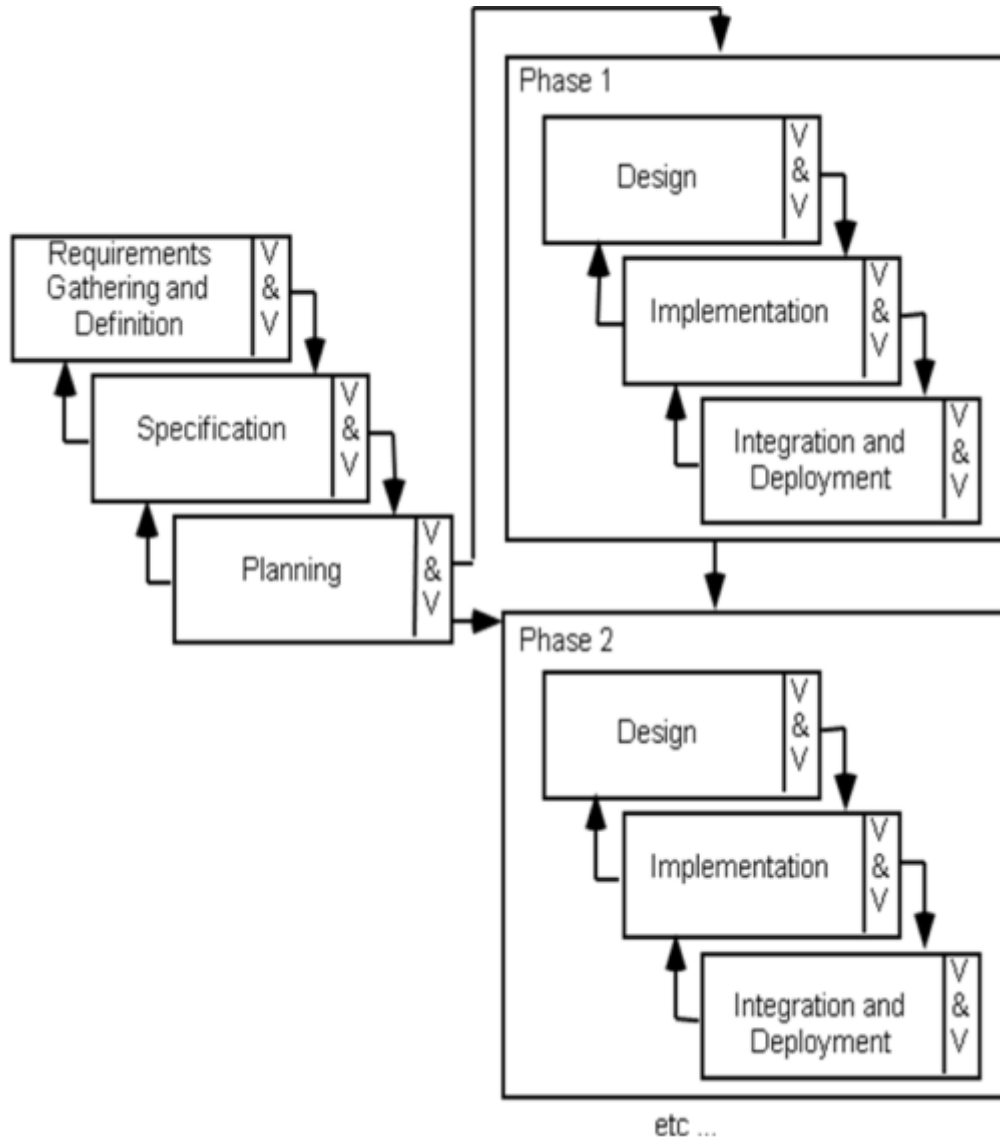 Requirements
Gathering and
Definition
V
&
V
Specification
V
&
V
Planning
V
&
V
Phase 1
Design
V
&
V
Implementation
V
&
V
Integration and
Deployment
V
&
V
Phase 2
Design
V
&
V
Implementation
V
&
V
Integration and
Deployment
V
&
V
etc ...